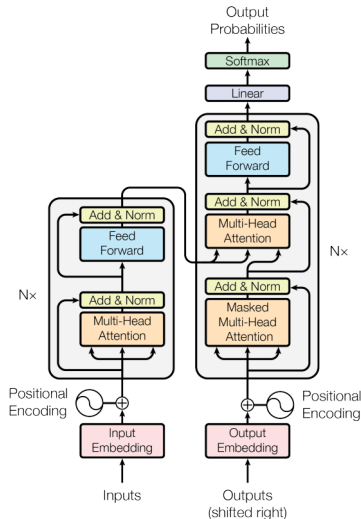 Output
Probabilities
Softmax
Linear
Add & Norm
Feed
Forward
Add & Norm
Multi-Head
Attention
Add & Norm
Masked
Multi-Head
Attention
Nx
Add & Norm
Feed
Forward
Add & Norm
Multi-Head
Attention
Nx
Positional
Encoding
Positional
Encoding
Input
Embedding
Output
Embedding
Inputs
Outputs
(shifted right)